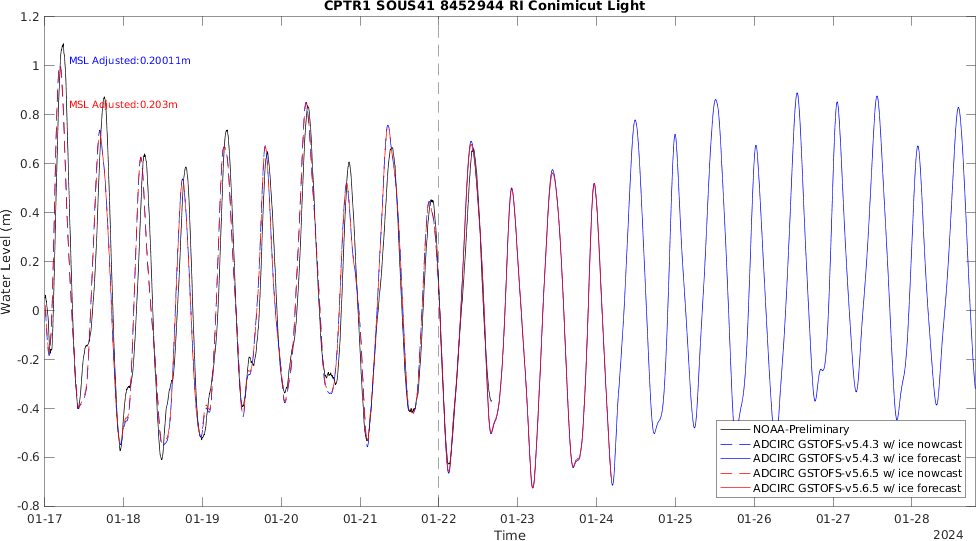 CPTR1 SOUS41 8452944 RI Conimicut Light
1.2
1
0.8
0.6
0.4
0.2
0
-0.2
-0.4
-0.6
-0.8
Water Level (m)
MSL Adjusted:0.20011m
MSL Adjusted:0.203m
NOAA-Preliminary
ADCIRC GSTOFS-v5.4.3 w/ ice nowcast
ADCIRC GSTOFS-v5.4.3 w/ ice forecast
ADCIRC GSTOFS-v5.6.5 w/ ice nowcast
ADCIRC GSTOFS-v5.6.5 w/ ice forecast
01-17 01-18 01-19 01-20 01-21 01-22 01-23 01-24 01-25 01-26 01-27 01-28
Time
2024